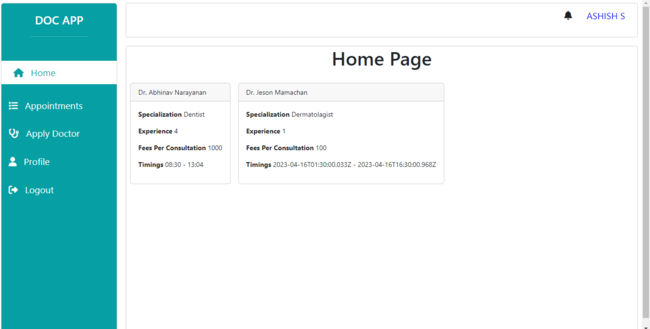 DOC APP
Home
Appointments
Apply Doctor
Profile
Logout
ASHISH S
Home Page
Dr. Abhinav Narayanan
Specialization Dentist
Experience 4
Fees Per Consultation 1000
Timings 08:30 - 13:04
Dr. Jeson Mamachan
Specialization Dermatolagist
Experience 1
Fees Per Consultation 100
Timings 2023-04-16T01:30:00.033Z - 2023-04-16T16:30:00.968Z